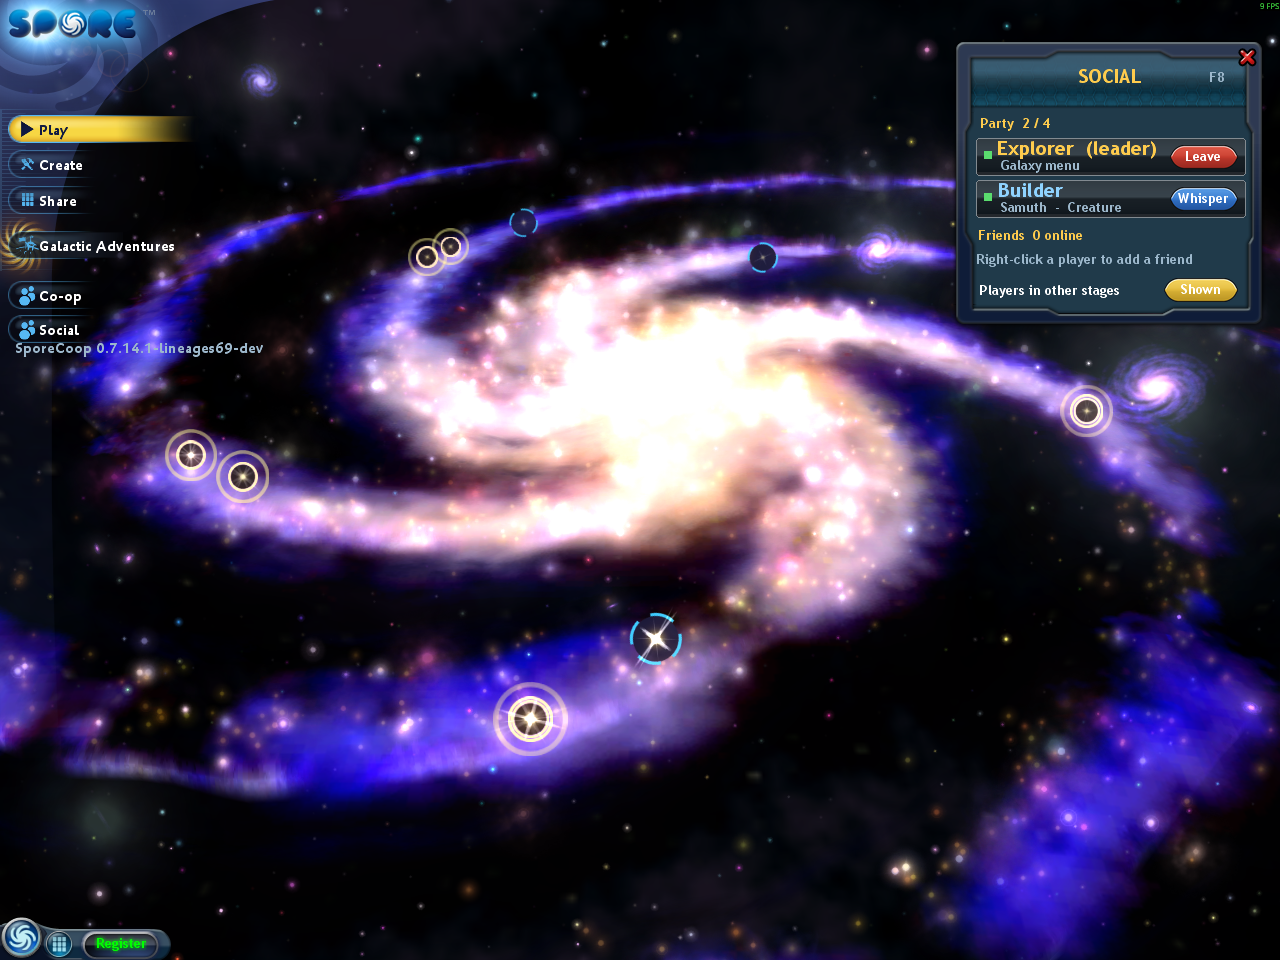 SPORE™
9 FPS
SOCIAL F8
Party 2 / 4
Explorer (leader) Leave
Galaxy menu
Builder Whisper
Samuth - Creature
Friends 0 online
Right-click a player to add a friend
Players in other stages Shown
Play
Create
Share
Galactic Adventures
Co-op
Social
SporeCoop 0.7.14.1-lineages69-dev
Register